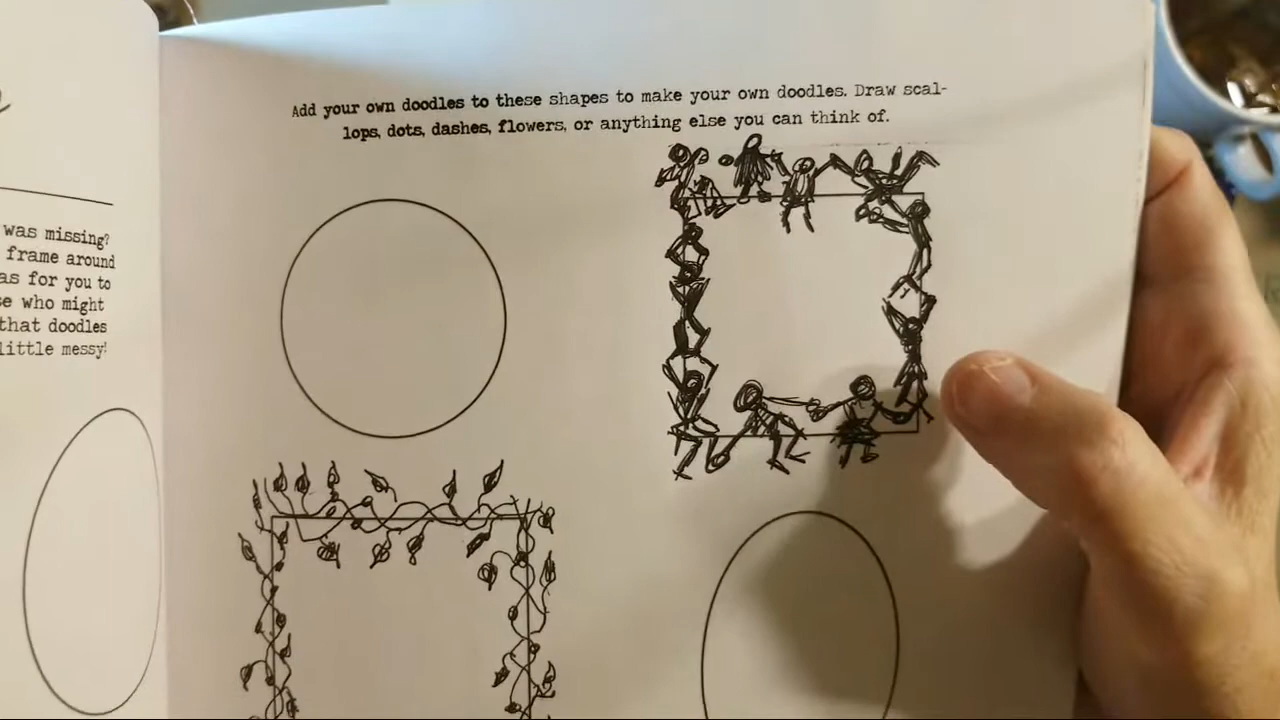 was missing?
frame around
as for you to
se who might
that doodles
little messy!
Add your own doodles to these shapes to make your own doodles. Draw scal-
lops, dots, dashes, flowers, or anything else you can think of.